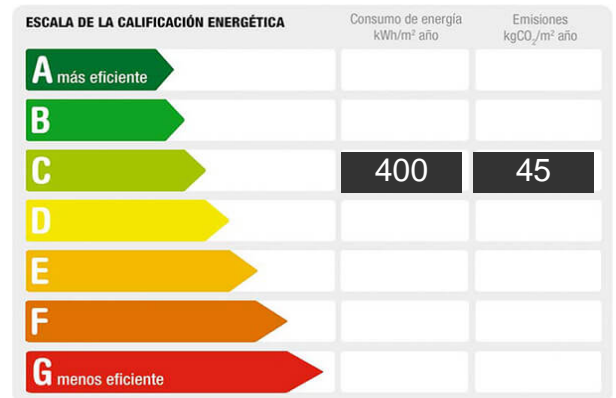 ESCALA DE LA CALIFICACIÓN ENERGÉTICA
Consumo de energía
kWh/m² año
Emisiones
kgCO₂/m² año
A más eficiente
B
C
400
45
D
E
F
G menos eficiente